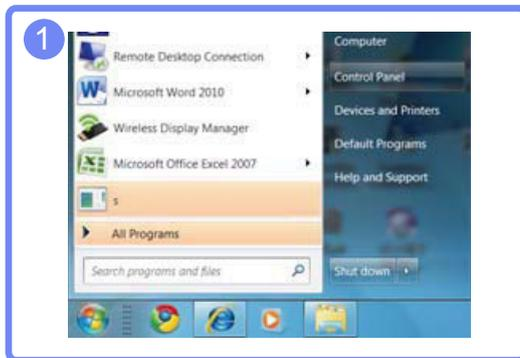 1
Remote Desktop Connection
Microsoft Word 2010
Wireless Display Manager
Microsoft Office Excel 2007
s
All Programs
Search programs and files
Computer
Control Panel
Devices and Printers
Default Programs
Help and Support
Shut down